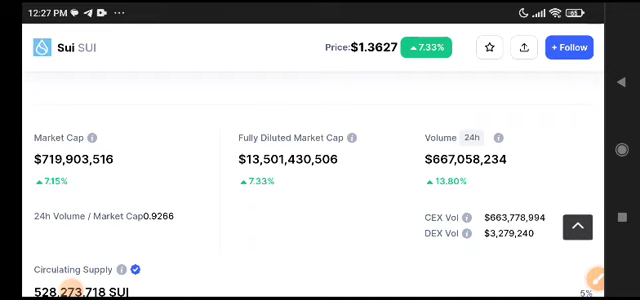 12:27 PM
63
Sui SUI
Price:$1.3627
7.33%
+ Follow
Market Cap
$719,903,516
7.15%
24h Volume / Market Cap0.9266
Fully Diluted Market Cap
$13,501,430,506
7.33%
Volume 24h
$667,058,234
13.80%
CEX Vol $663,778,994
DEX Vol $3,279,240
Circulating Supply
528,273,718 SUI
5%